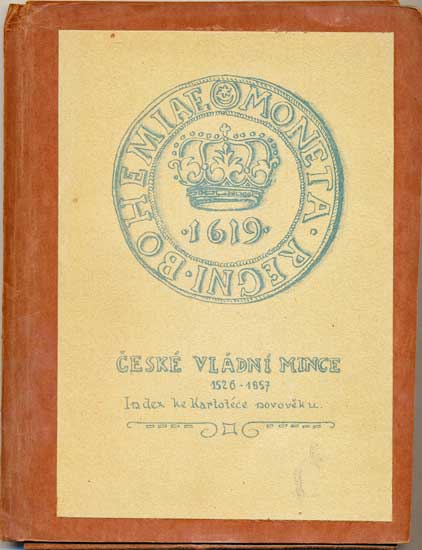 MONETA · REGNI · BOHEMIAE
· 1619 ·
ČESKÉ VLÁDNÍ MINCE
1526 - 1857
Index ke kartotéce novověku.